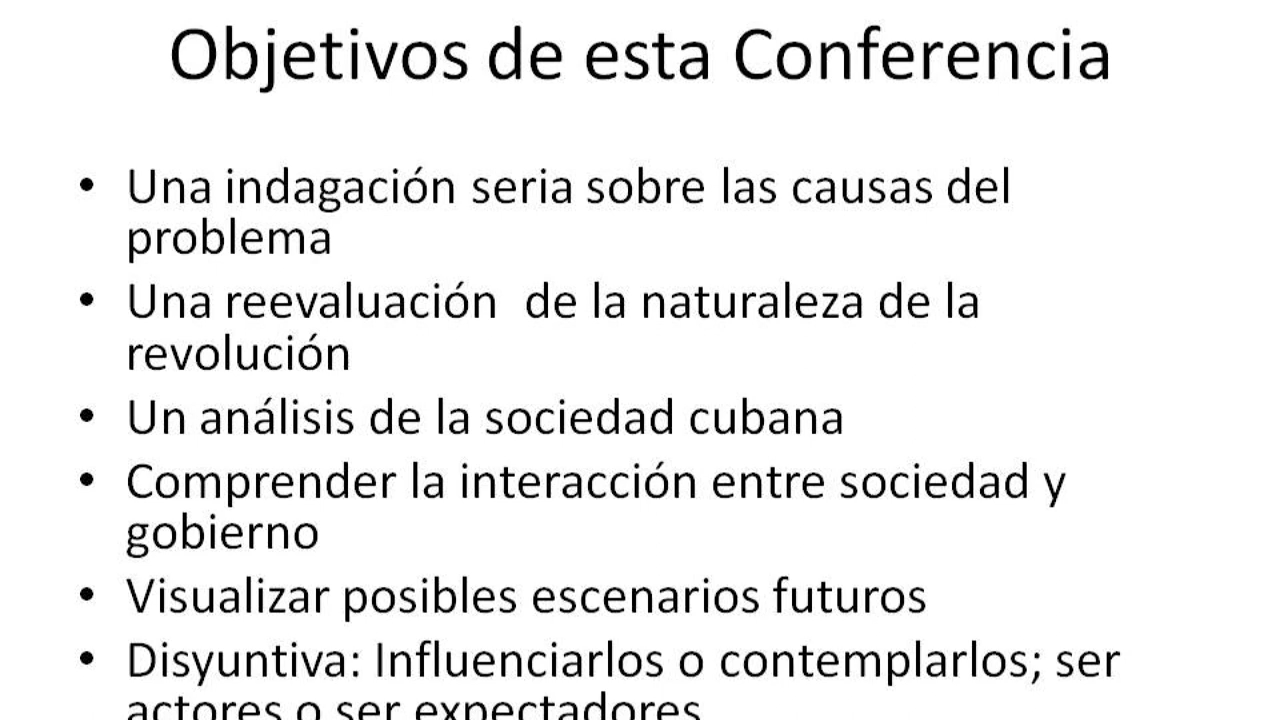 Objetivos de esta Conferencia
• Una indagación seria sobre las causas del
problema
• Una reevaluación  de la naturaleza de la
revolución
• Un análisis de la sociedad cubana
• Comprender la interacción entre sociedad y
gobierno
• Visualizar posibles escenarios futuros
• Disyuntiva: Influenciarlos o contemplarlos; ser
actores o ser expectadores